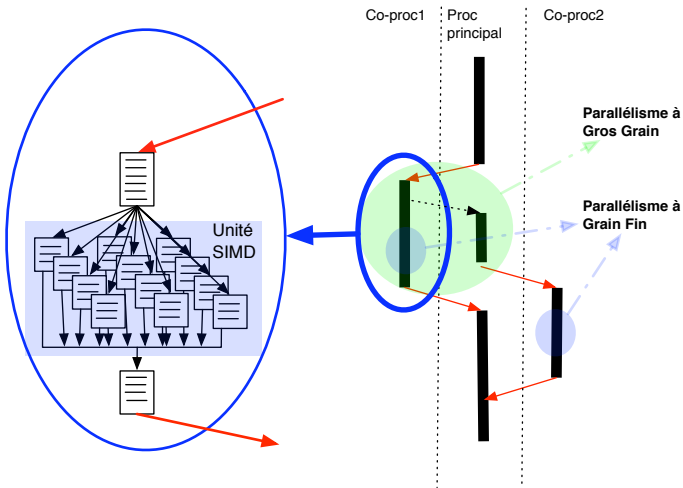 Co-proc1
Proc
principal
Co-proc2
Parallélisme à
Gros Grain
Parallélisme à
Grain Fin
Unité
SIMD